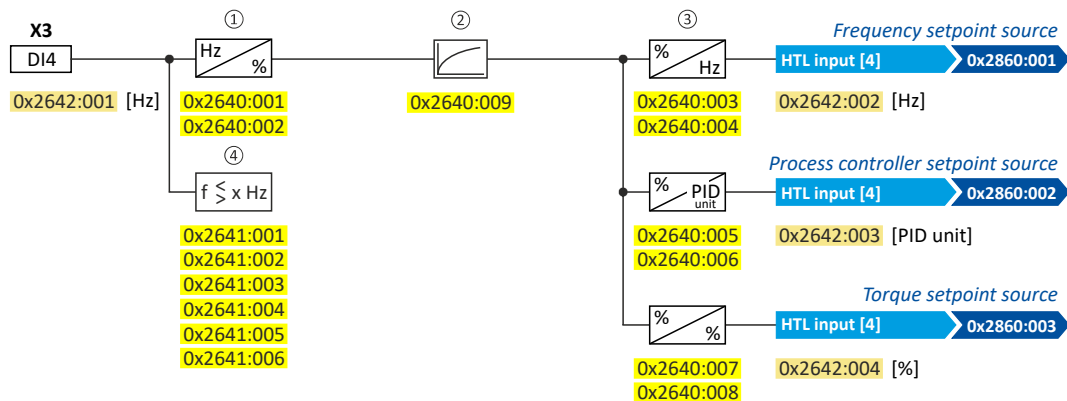 ① ② ③
X3
DI4
0x2642:001 [Hz]
Hz
%
0x2640:001
0x2640:002
④
f ≶ x Hz
0x2641:001
0x2641:002
0x2641:003
0x2641:004
0x2641:005
0x2641:006
0x2640:009
%
Hz
0x2640:003
0x2640:004
Frequency setpoint source
HTL input [4] 0x2860:001
0x2642:002 [Hz]
%
PID
unit
0x2640:005
0x2640:006
Process controller setpoint source
HTL input [4] 0x2860:002
0x2642:003 [PID unit]
%
%
0x2640:007
0x2640:008
Torque setpoint source
HTL input [4] 0x2860:003
0x2642:004 [%]